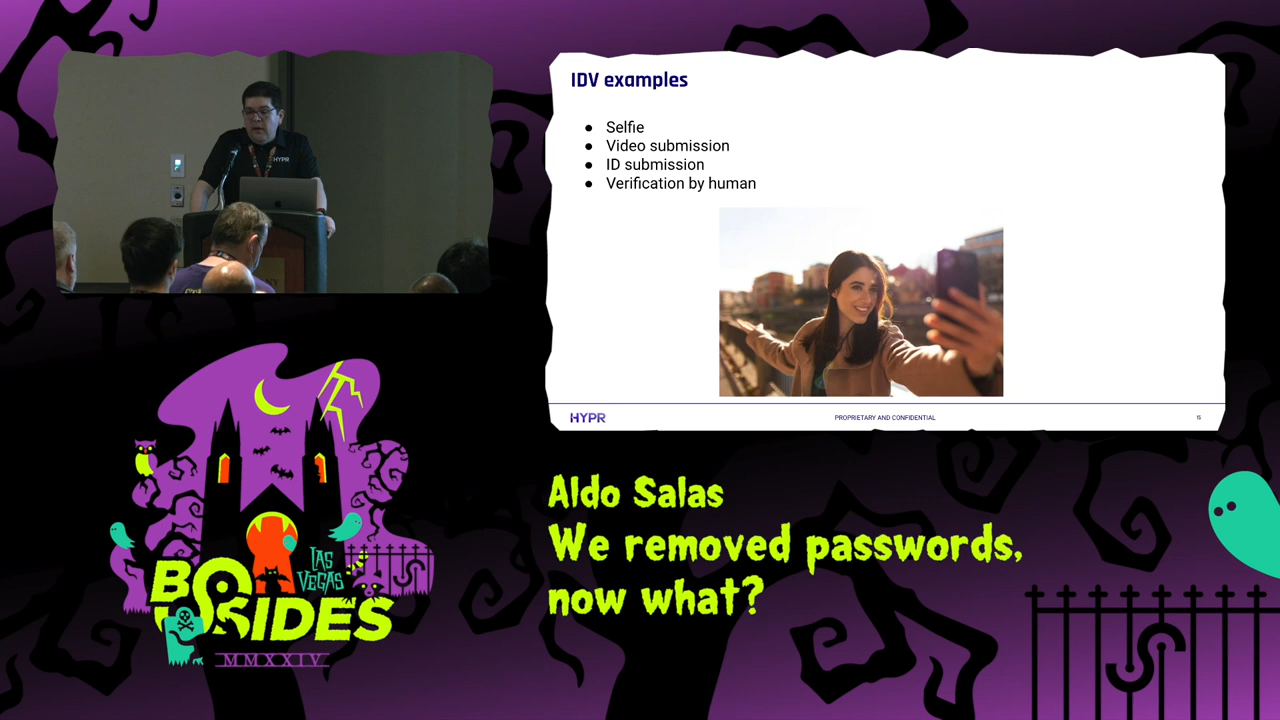 HYPR
IDV examples
● Selfie
● Video submission
● ID submission
● Verification by human
HYPR
PROPRIETARY AND CONFIDENTIAL
15
LAS
VEGAS
BSIDES
MMXXIV
Aldo Salas
We removed passwords,
now what?